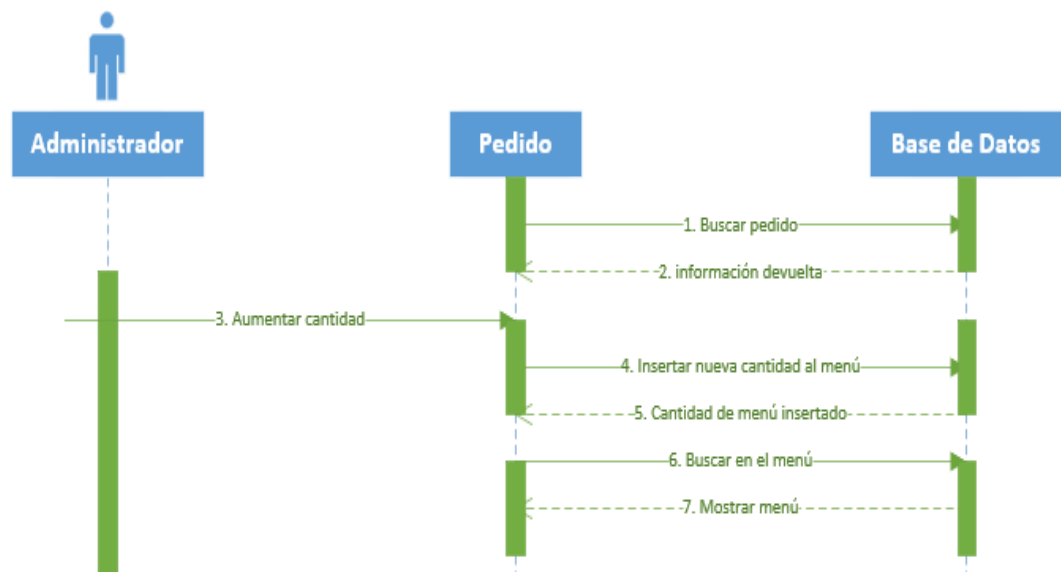 Administrador
Pedido
Base de Datos
1. Buscar pedido
2. información devuelta
3. Aumentar cantidad
4. Insertar nueva cantidad al menú
5. Cantidad de menú insertado
6. Buscar en el menú
7. Mostrar menú